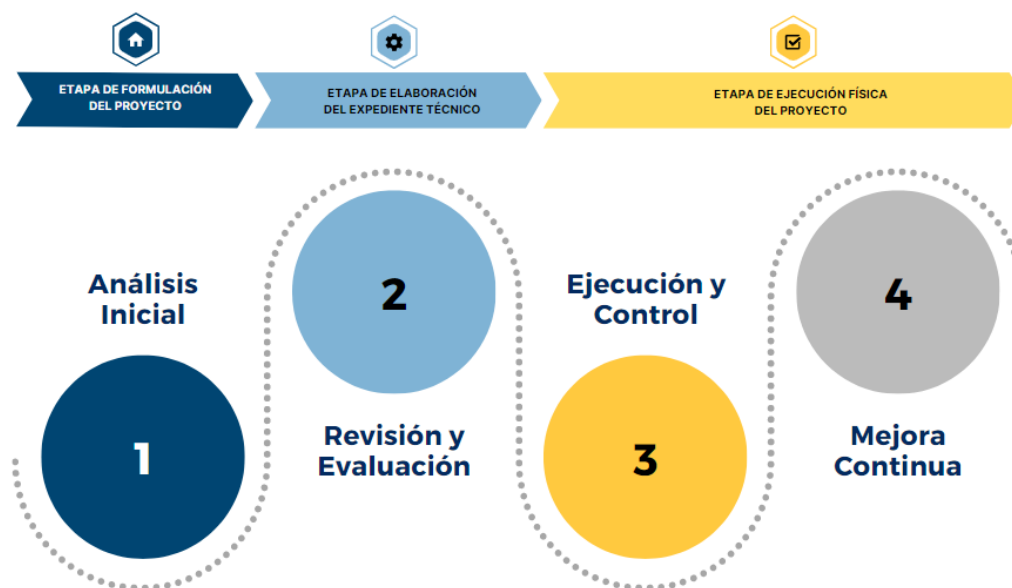 ETAPA DE FORMULACIÓN
DEL PROYECTO
ETAPA DE ELABORACIÓN
DEL EXPEDIENTE TÉCNICO
ETAPA DE EJECUCIÓN FÍSICA
DEL PROYECTO
Análisis
Inicial
1
2
Revisión y
Evaluación
Ejecución y
Control
3
4
Mejora
Continua